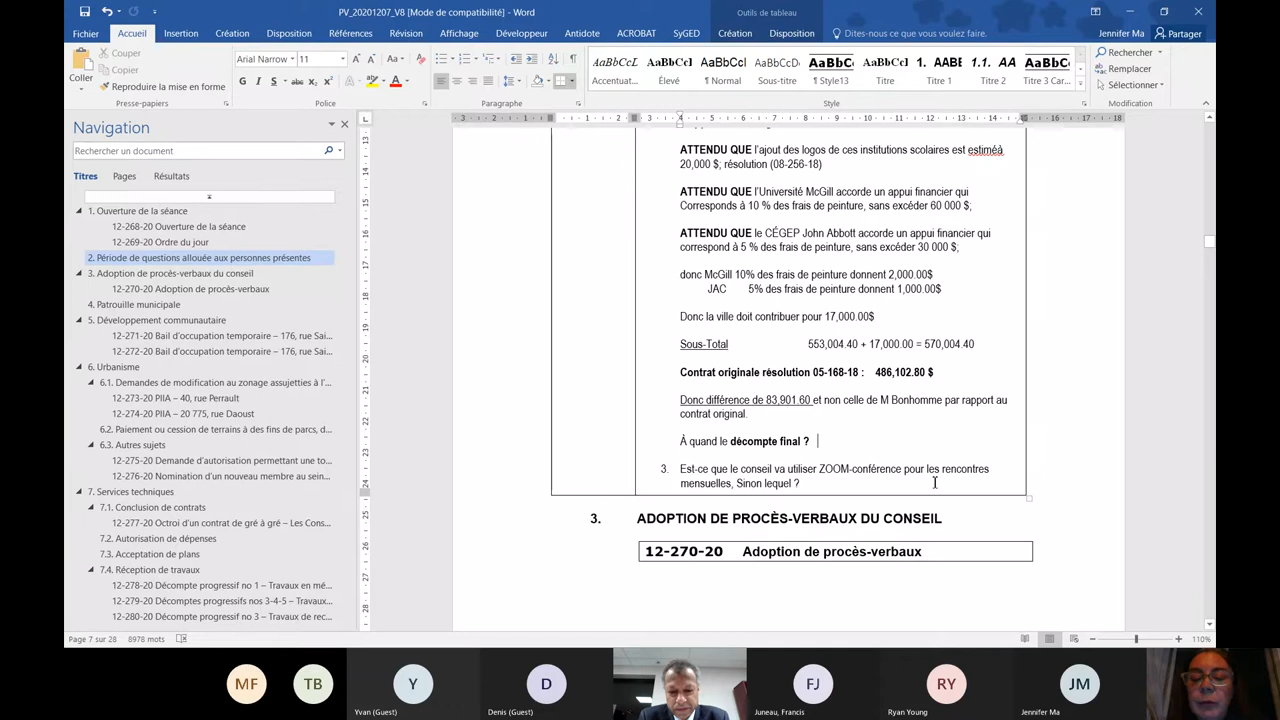 PV_20201207_V8 [Mode de compatibilité] - Word
Outils de tableau
Fichier Accueil Insertion Création Disposition Références Révision Affichage Développeur Antidote ACROBAT SyGED Création Disposition Dites-nous ce que vous voulez faire. Jennifer Ma Partager
Coller
Couper
Copier
Reproduire la mise en forme
Presse-papiers
Arial Narrow 11
G I S abc x₂ x²
Police
Paragraphe
AaBbCcI AaBbCcI AaBbCcI AaBbCcD AaBbCc AaBbC 1. AABE 1.1. AA AaBbC
Accentuat... Élevé ¶ Normal Sous-titre ¶ Style13 Titre Titre 1 Titre 2 Titre 3 Car...
Style
Rechercher
Remplacer
Sélectionner
Modification
Navigation
Rechercher un document
Titres Pages Résultats
1. Ouverture de la séance
12-268-20 Ouverture de la séance
12-269-20 Ordre du jour
2. Période de questions allouée aux personnes présentes
3. Adoption de procès-verbaux du conseil
12-270-20 Adoption de procès-verbaux
4. Patrouille municipale
5. Développement communautaire
12-271-20 Bail d'occupation temporaire – 176, rue Sai...
12-272-20 Bail d'occupation temporaire – 176, rue Sai...
6. Urbanisme
6.1. Demandes de modification au zonage assujetties à l'...
12-273-20 PIIA – 40, rue Perrault
12-274-20 PIIA – 20 775, rue Daoust
6.2. Paiement ou cession de terrains à des fins de parcs, d...
6.3. Autres sujets
12-275-20 Demande d'autorisation permettant une to...
12-276-20 Nomination d'un nouveau membre au sein...
7. Services techniques
7.1. Conclusion de contrats
12-277-20 Octroi d'un contrat de gré à gré – Les Cons...
7.2. Autorisation de dépenses
7.3. Acceptation de plans
7.4. Réception de travaux
12-278-20 Décompte progressif no 1 – Travaux en mé...
12-279-20 Décomptes progressifs nos 3-4-5 – Travaux...
12-280-20 Décompte progressif no 3 – Travaux de rec...
ATTENDU QUE l'ajout des logos de ces institutions scolaires est estiméà
20,000 $; résolution (08-256-18)
ATTENDU QUE l'Université McGill accorde un appui financier qui
Corresponds à 10 % des frais de peinture, sans excéder 60 000 $;
ATTENDU QUE le CÉGEP John Abbott accorde un appui financier qui
correspond à 5 % des frais de peinture, sans excéder 30 000 $;
donc McGill 10% des frais de peinture donnent 2,000.00$
JAC 5% des frais de peinture donnent 1,000.00$
Donc la ville doit contribuer pour 17,000.00$
Sous-Total 553,004.40 + 17,000.00 = 570,004.40
Contrat originale résolution 05-168-18 : 486,102.80 $
Donc différence de 83,901.60 et non celle de M Bonhomme par rapport au
contrat original.
À quand le décompte final ?
3. Est-ce que le conseil va utiliser ZOOM-conférence pour les rencontres
mensuelles, Sinon lequel ?
3. ADOPTION DE PROCÈS-VERBAUX DU CONSEIL
12-270-20 Adoption de procès-verbaux
Page 7 sur 28 8978 mots 110%
MF TB Y D FJ RY JM
Yvan (Guest) Denis (Guest) Juneau, Francis Ryan Young Jennifer Ma